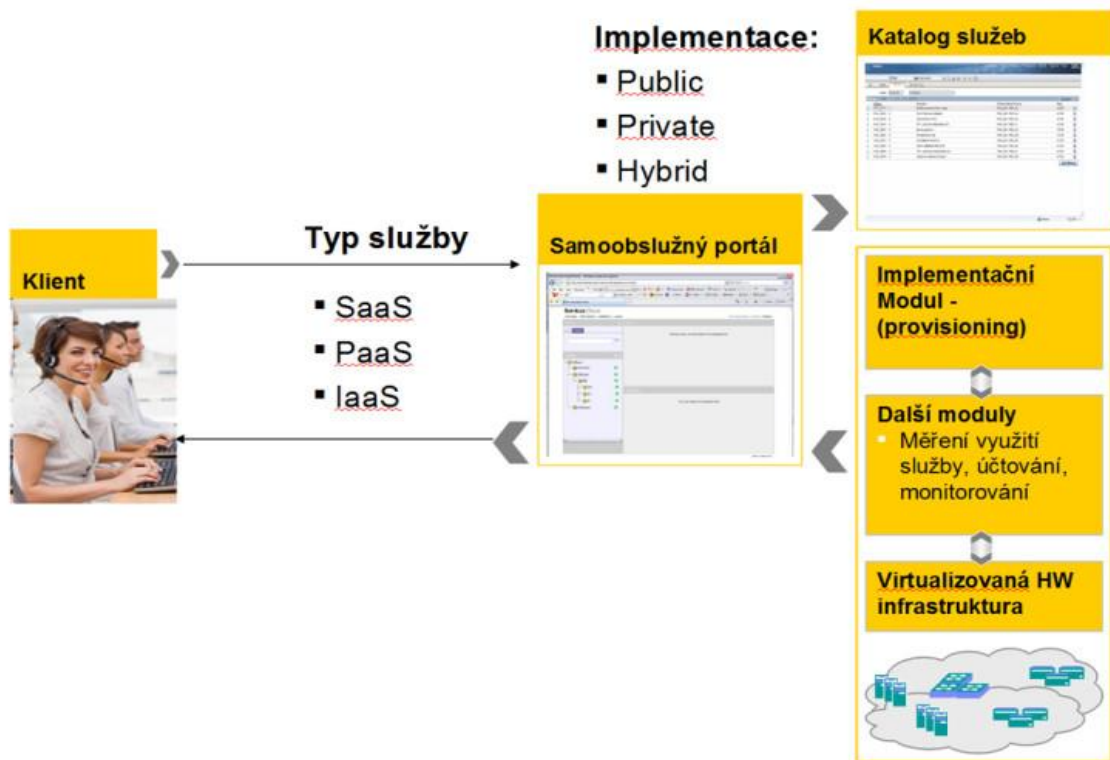 Implementace:
▪ Public
▪ Private
▪ Hybrid
Katalog služeb
Klient
Typ služby
▪ SaaS
▪ PaaS
▪ IaaS
Samoobslužný portál
Implementační
Modul -
(provisioning)
Další moduly
▪ Měření využití
služby, účtování,
monitorování
Virtualizovaná HW
infrastruktura